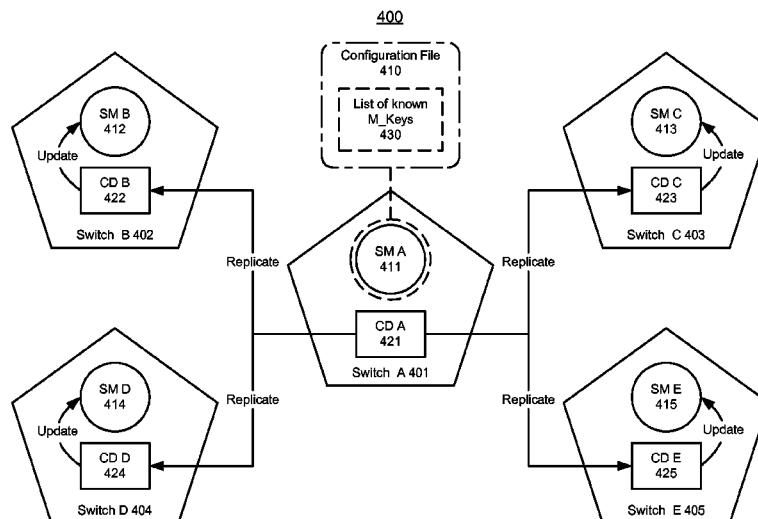 400
Configuration File
410
List of known
M_Keys
430
SM B
412
Update
CD B
422
Switch B 402
SM C
413
Update
CD C
423
Switch C 403
Replicate
Replicate
SM A
411
CD A
421
Switch A 401
Replicate
Replicate
SM D
414
Update
CD D
424
Switch D 404
SM E
415
Update
CD E
425
Switch E 405